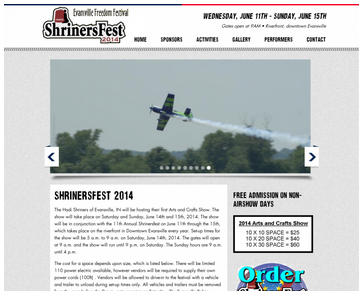 Evansville Freedom Festival
ShrinersFest
2014
WEDNESDAY, JUNE 11TH - SUNDAY, JUNE 15TH
Gates open at 9AM • Riverfront, downtown Evansville
HOME SPONSORS ACTIVITIES GALLERY PERFORMERS CONTACT
SHRINERSFEST 2014
The Hadi Shriners of Evansville, IN will be hosting their first Arts and Crafts Show. The
show will take place on Saturday and Sunday, June 14th and 15th, 2014. The show
will be in conjunction with the 11th Annual Shrinersfest on June 11th through the 15th,
which takes place on the riverfront in Downtown Evansville every year. Setup times for
the show will be 5 a.m. to 9 a.m. on Saturday, June 14th, 2014. The gates will open
at 9 a.m. and the show will run until 9 p.m. on Saturday. The Sunday hours are 9 until
4 p.m.
The cost for a space depends upon size, which is listed below. There will be limited
110 power electric available, however vendors will be required to supply their own
power cords (100ft) . Vendors will be allowed to drive on to the festival with a vehicle
and trailer to unload during setup times only. All vehicles and trailers must be removed
FREE ADMISSION ON NON-
AIRSHOW DAYS
2014 Arts and Crafts Show
10 X 10 SPACE = $25
10 X 20 SPACE = $40
10 X 30 SPACE = $60
Order